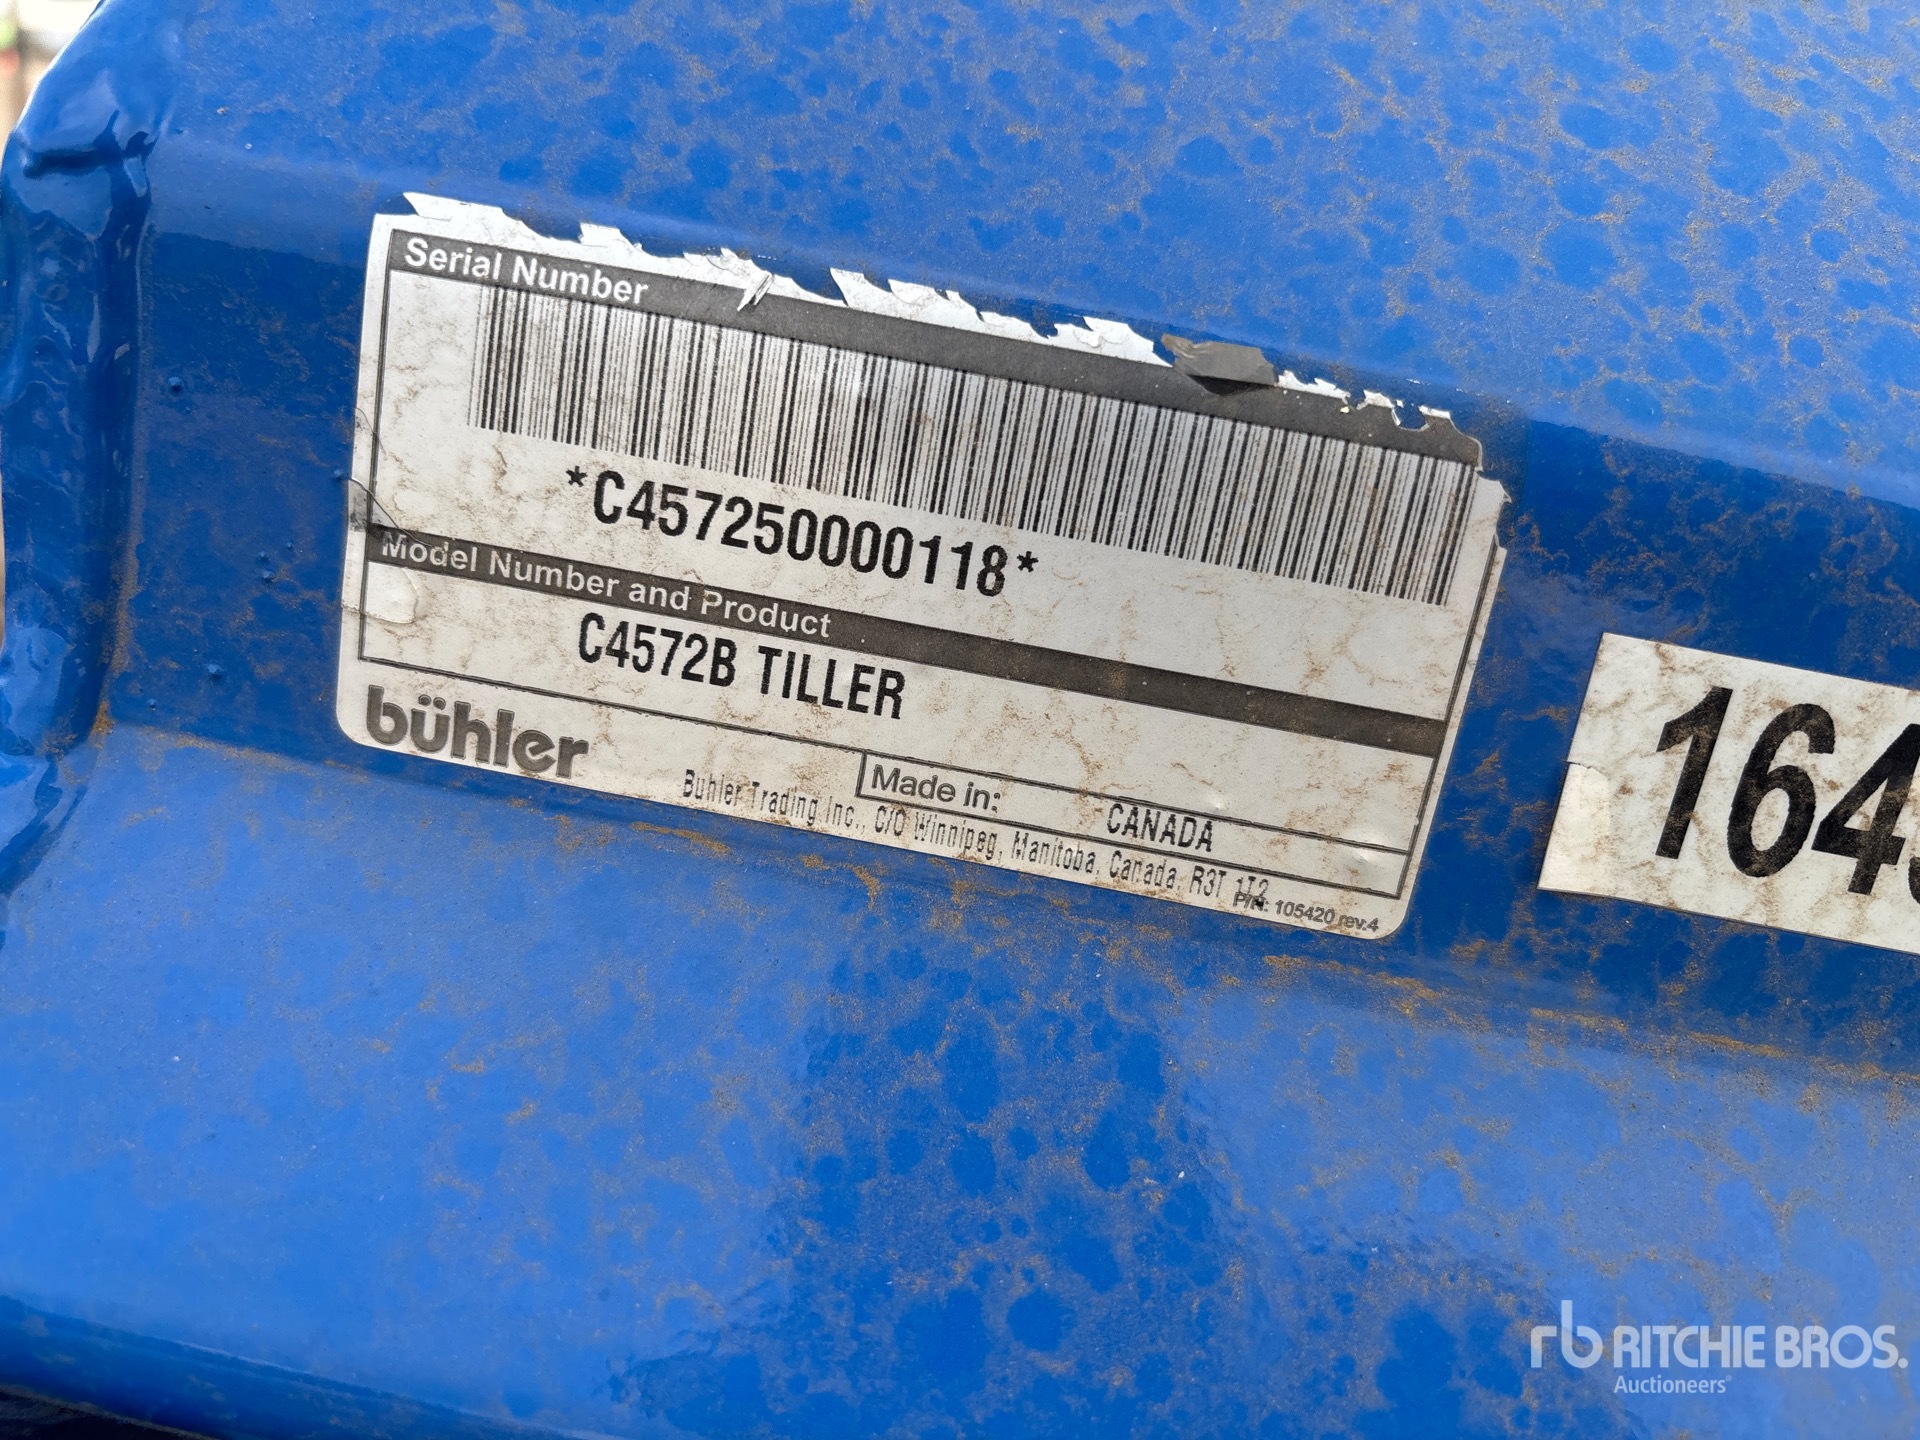 Serial Number
*C457250000118*
Model Number and Product
C4572B TILLER
bühler
Made in: CANADA
Buhler Trading Inc., C/O Winnipeg, Manitoba, Canada, R3T 1T2
P/N: 105420 rev.4
164
rb RITCHIE BROS.
Auctioneers